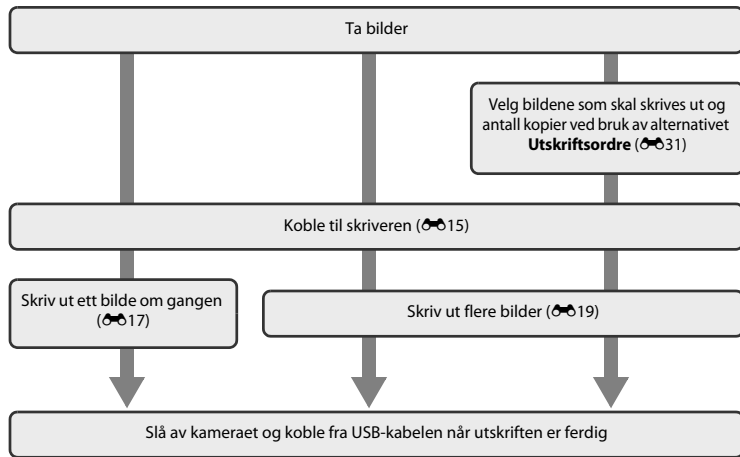 Ta bilder
Velg bildene som skal skrives ut og
antall kopier ved bruk av alternativet
Utskriftsordre (31)
Koble til skriveren (15)
Skriv ut ett bilde om gangen
(17)
Skriv ut flere bilder (19)
Slå av kameraet og koble fra USB-kabelen når utskriften er ferdig